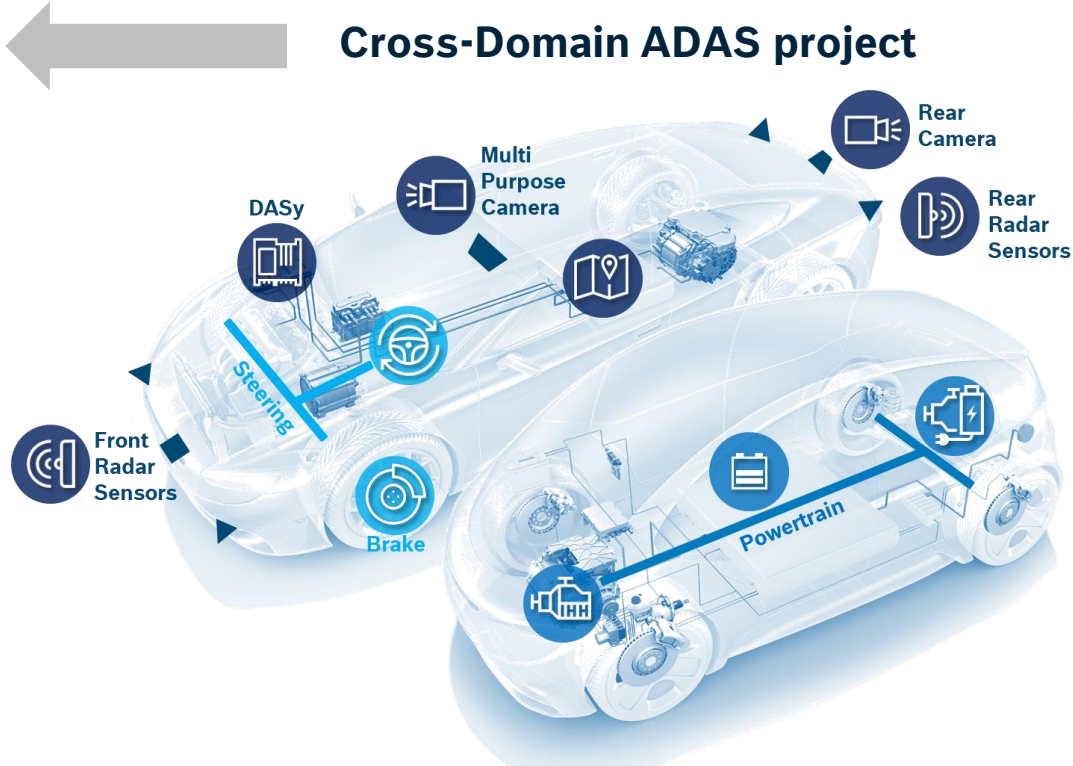 Cross-Domain ADAS project
Rear
Camera
Multi
Purpose
Camera
DASy
Rear
Radar
Sensors
Steering
Front
Radar
Sensors
Brake
Powertrain